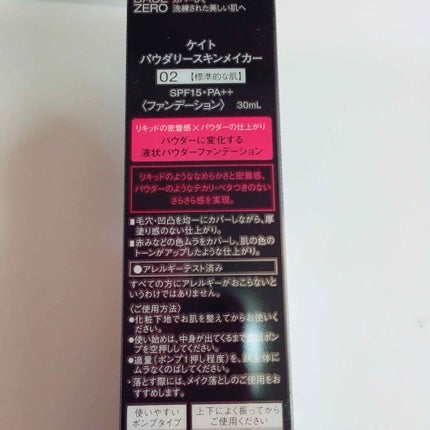 ZERO 洗練された美しい肌へ
ケイト
パウダリースキンメイカー
02 【標準的な肌】
SPF15・PA++
〈ファンデーション〉 30mL
リキッドの密着感×パウダーの仕上がり
パウダーに変化する
液状パウダーファンデーション
リキッドのようななめらかさと密着感、
パウダーのようなテカリ・ベタつきのない
さらさら感を実現。
■毛穴・凹凸を均一にカバーしながら、厚
塗り感のない仕上がり。
■赤みなどの色ムラをカバーし、肌の色の
トーンがアップしたような仕上がり。
●アレルギーテスト済み
すべての方にアレルギーがおこらないと
いうわけではありません。
〈ご使用方法〉
●化粧下地でお肌を整えてからお使いく
ださい。
●使い始めは、中身が出てくるまで ポン
プを空押ししてください。
●適量(ポンプ1押し程度)を、顔全体に
ムラなくのばしてください。
・落とす際には、メイク落としのご使用をお
すすめします。
使いやすい 上下によく振ってから
ポンプタイプ ご使用ください